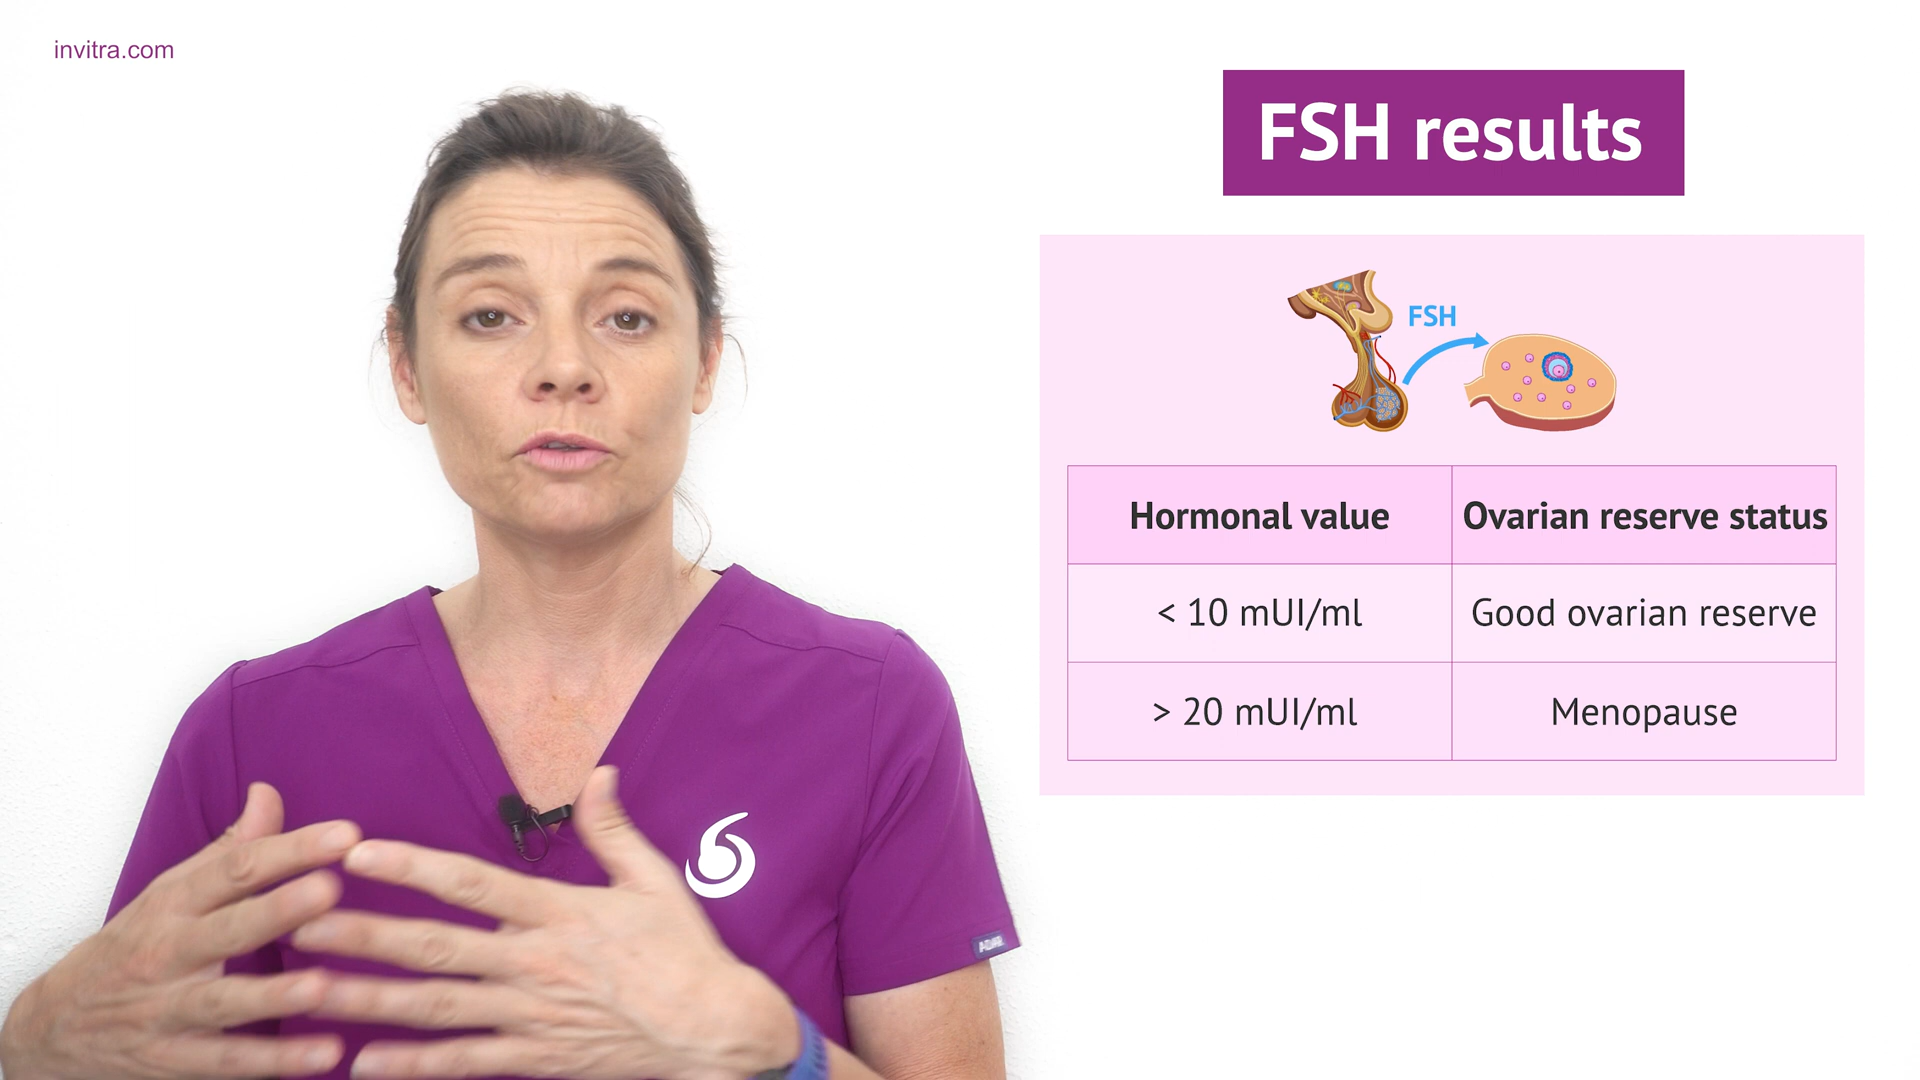 invitra.com
FSH results
FSH
Hormonal value
Ovarian reserve status
< 10 mUI/ml
Good ovarian reserve
> 20 mUI/ml
Menopause